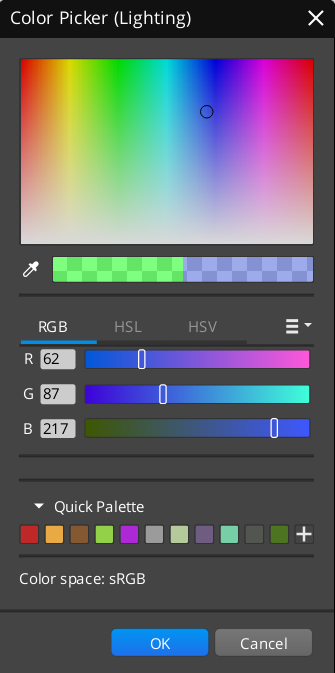 Color Picker (Lighting)
RGB HSL HSV
R 62
G 87
B 217
Quick Palette
Color space: sRGB
OK Cancel